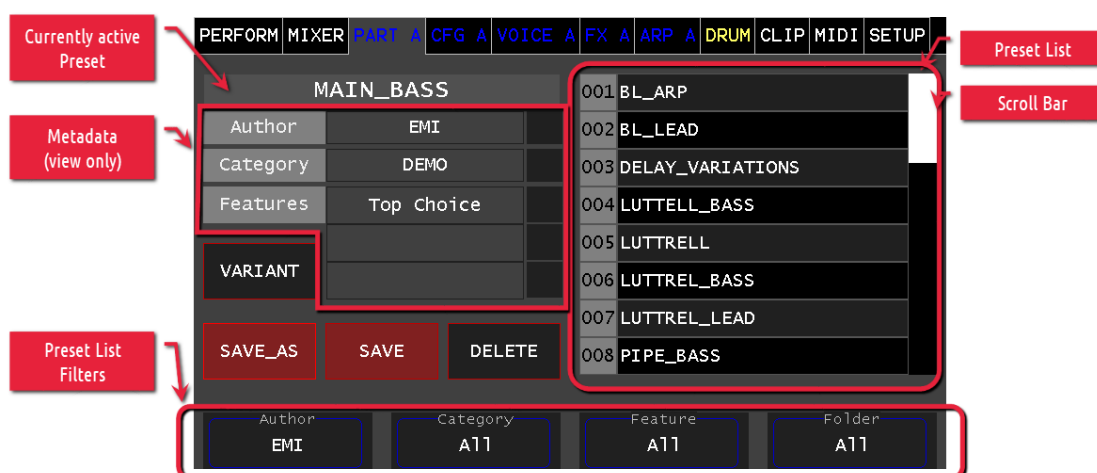 PERFORM MIXER PART A CFG A VOICE A FX A ARP A DRUM CLIP MIDI SETUP
Currently active
Preset
Preset List
Scroll Bar
Metadada
(view only)
MAIN_BASS
Author EMI
Category DEMO
Features Top Choice
VARIANT
SAVE_AS SAVE DELETE
001 BL_ARP
002 BL_LEAD
003 DELAY_VARIATIONS
004 LUTTELL_BASS
005 LUTTRELL
006 LUTTREL_BASS
007 LUTTREL_LEAD
008 PIPE_BASS
Preset List
Filters
Author Category Feature Folder
EMI All All All